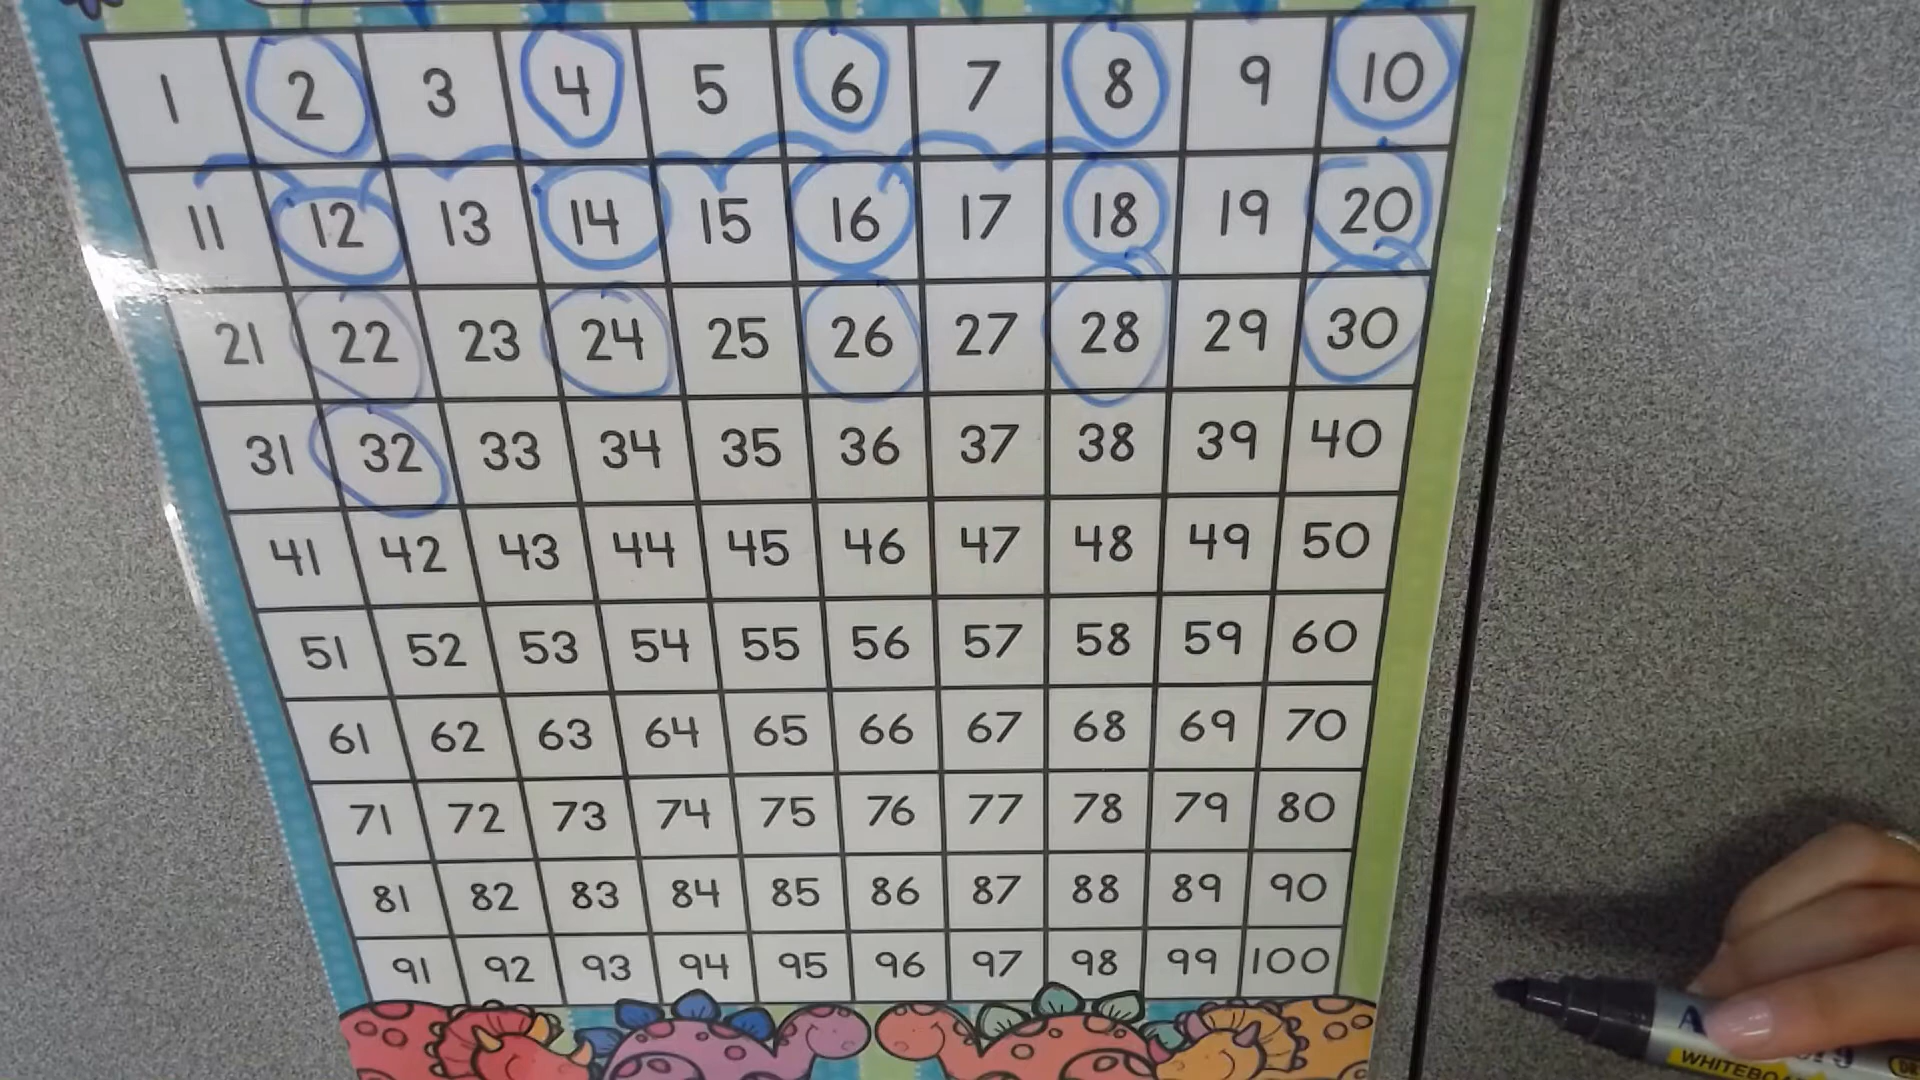 1 2 3 4 5 6 7 8 9 10
11 12 13 14 15 16 17 18 19 20
21 22 23 24 25 26 27 28 29 30
31 32 33 34 35 36 37 38 39 40
41 42 43 44 45 46 47 48 49 50
51 52 53 54 55 56 57 58 59 60
61 62 63 64 65 66 67 68 69 70
71 72 73 74 75 76 77 78 79 80
81 82 83 84 85 86 87 88 89 90
91 92 93 94 95 96 97 98 99 100